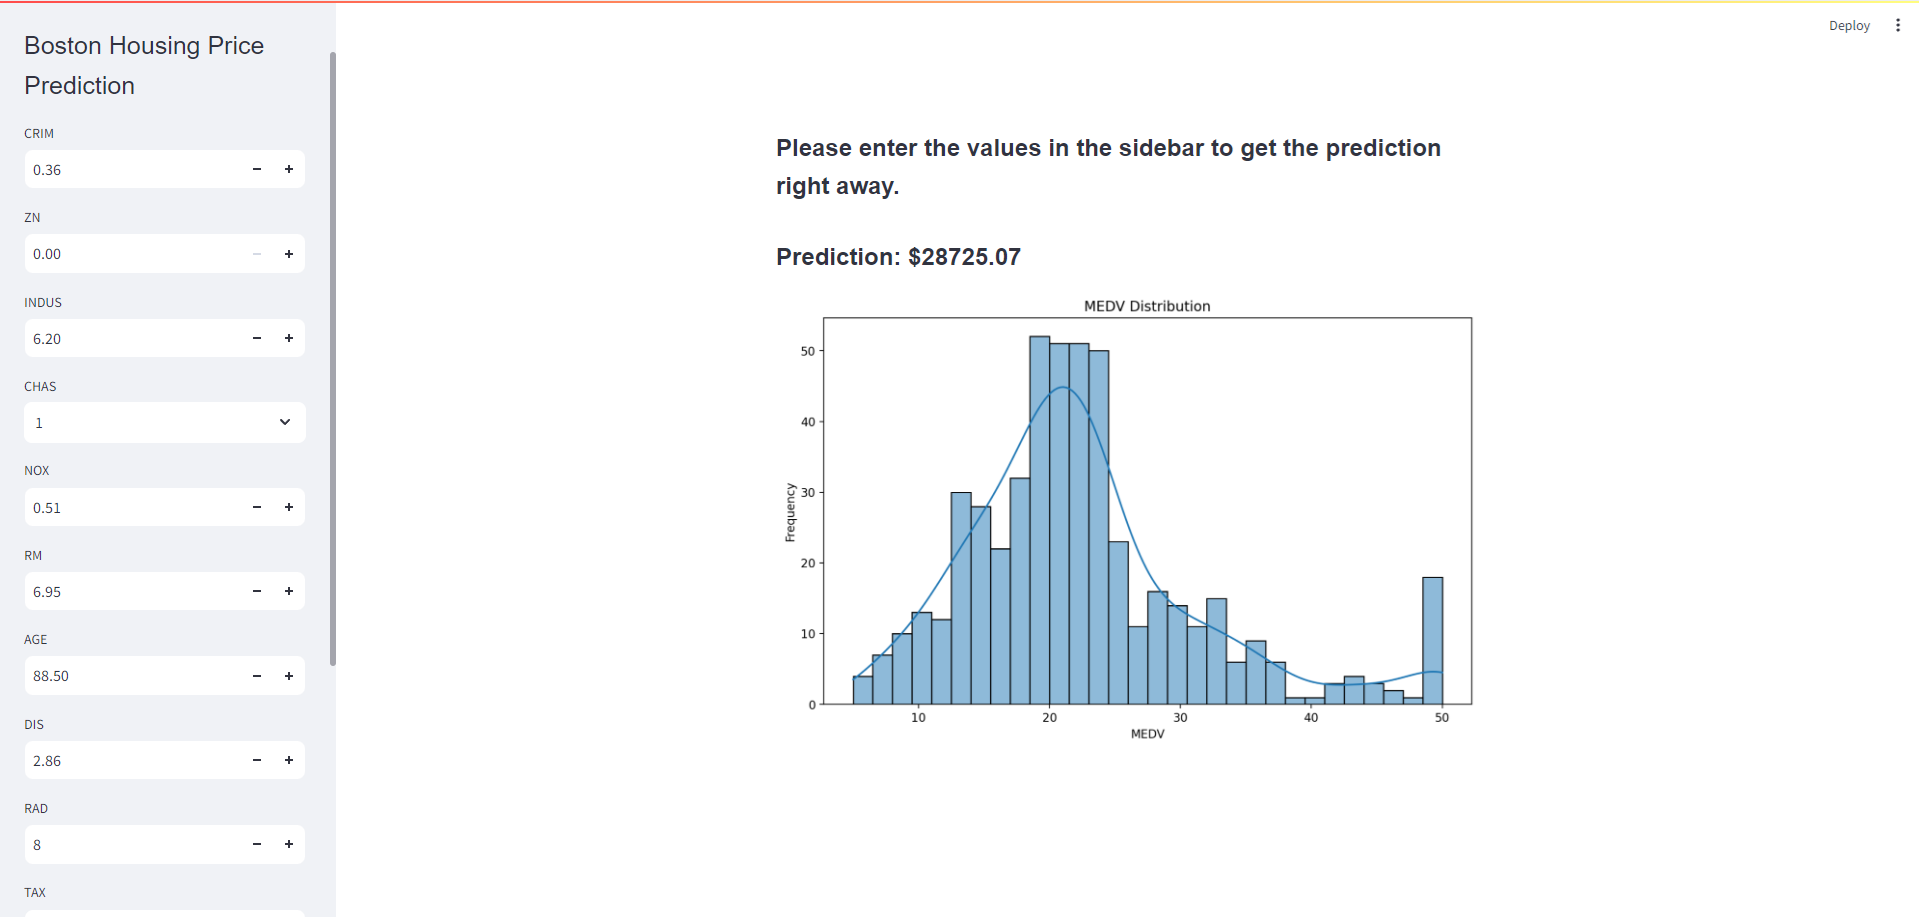 Boston Housing Price
Prediction
CRIM
0.36
ZN
0.00
INDUS
6.20
CHAS
1
NOX
0.51
RM
6.95
AGE
88.50
DIS
2.86
RAD
8
TAX
Deploy
Please enter the values in the sidebar to get the prediction
right away.
Prediction: $28725.07
MEDV Distribution
Frequency
50
40
30
20
10
0
10 20 30 40 50
MEDV